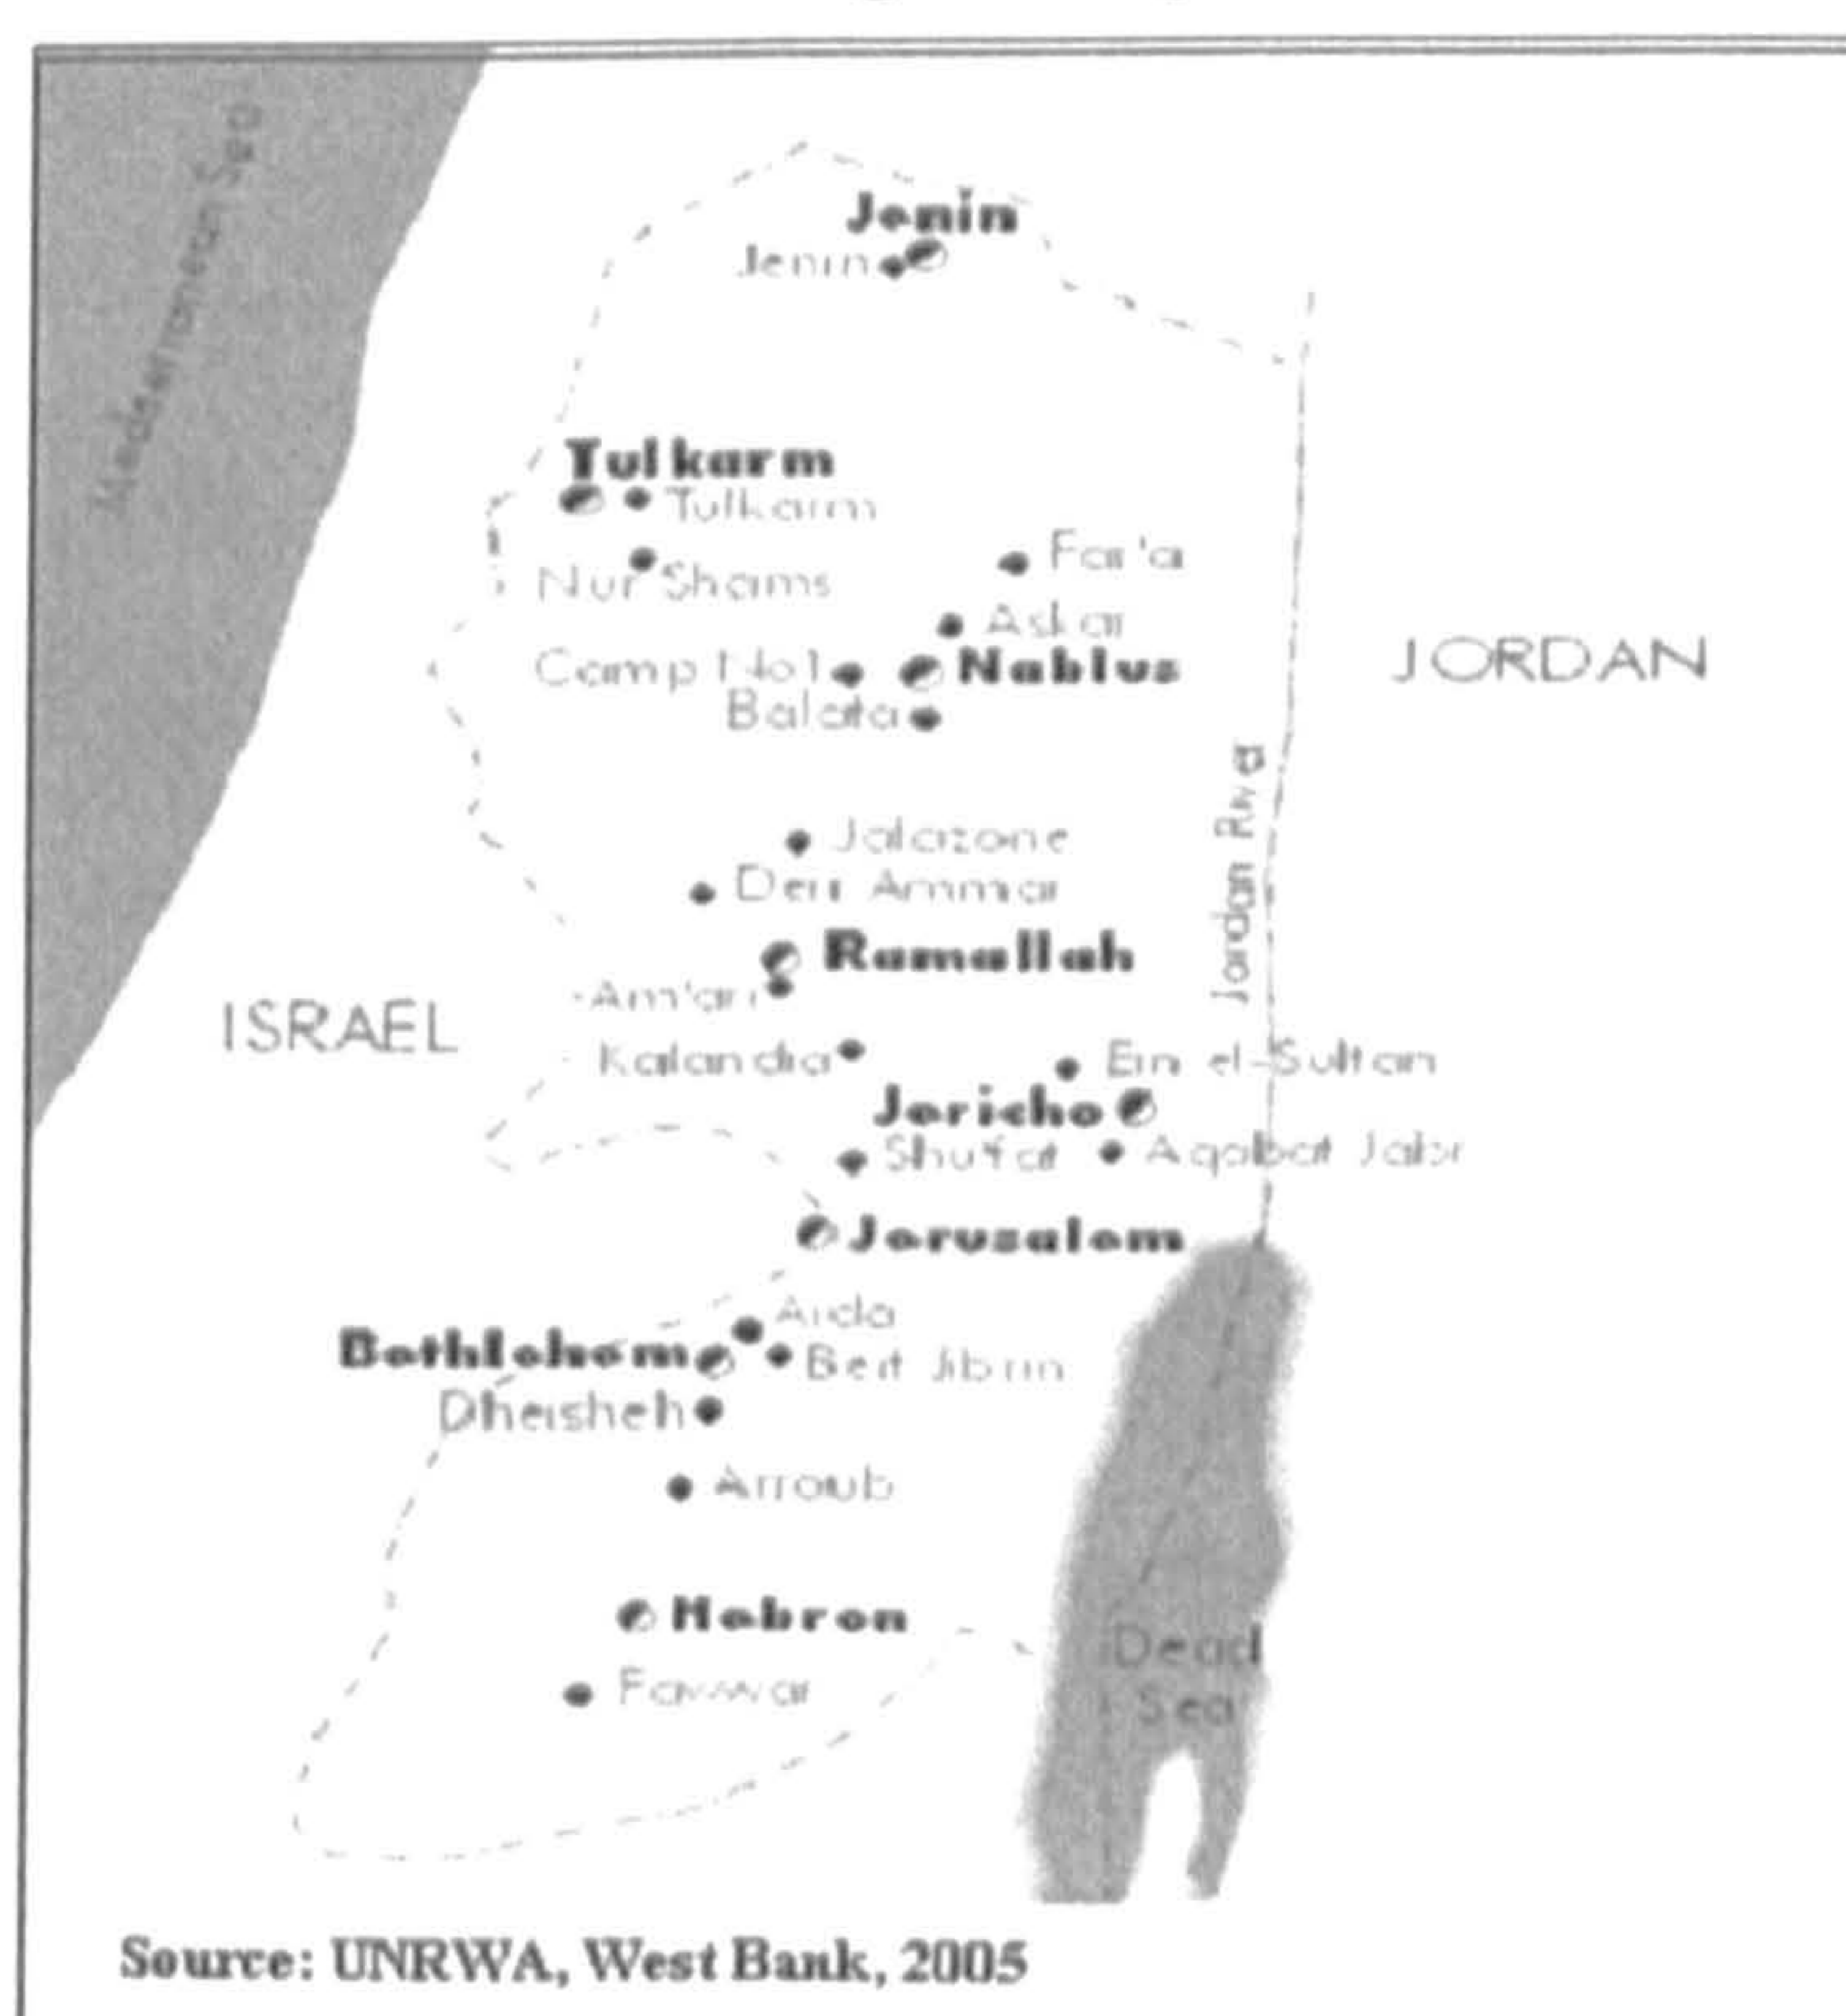 Mediterranean Sea
Jenin
Jenin
Tulkarm
Tulkarm
Nur Shams
Far'a
Askar
Camp No1
Nablus
Balata
JORDAN
Jordan River
Jalazone
Deir Ammar
Ramallah
Am'ari
ISRAEL
Kalandia
Ein el-Sultan
Jericho
Shu'fat
Aqabat Jabr
Jerusalem
Aida
Bethlehem
Beit Jibrin
Dheisheh
Arroub
Hebron
Dead
Sea
Fawwar
Source: UNRWA, West Bank, 2005